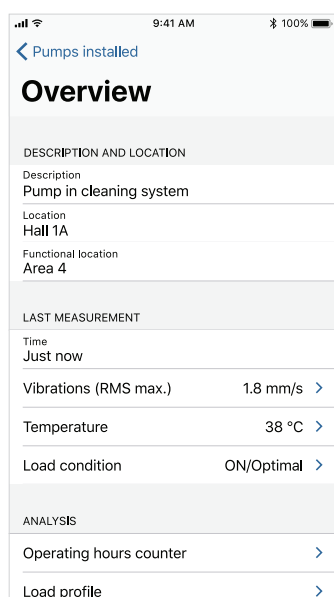 9:41 AM
100%
Pumps installed
Overview
DESCRIPTION AND LOCATION
Description
Pump in cleaning system
Location
Hall 1A
Functional location
Area 4
LAST MEASUREMENT
Time
Just now
Vibrations (RMS max.) 1.8 mm/s
Temperature 38 °C
Load condition ON/Optimal
ANALYSIS
Operating hours counter
Load profile